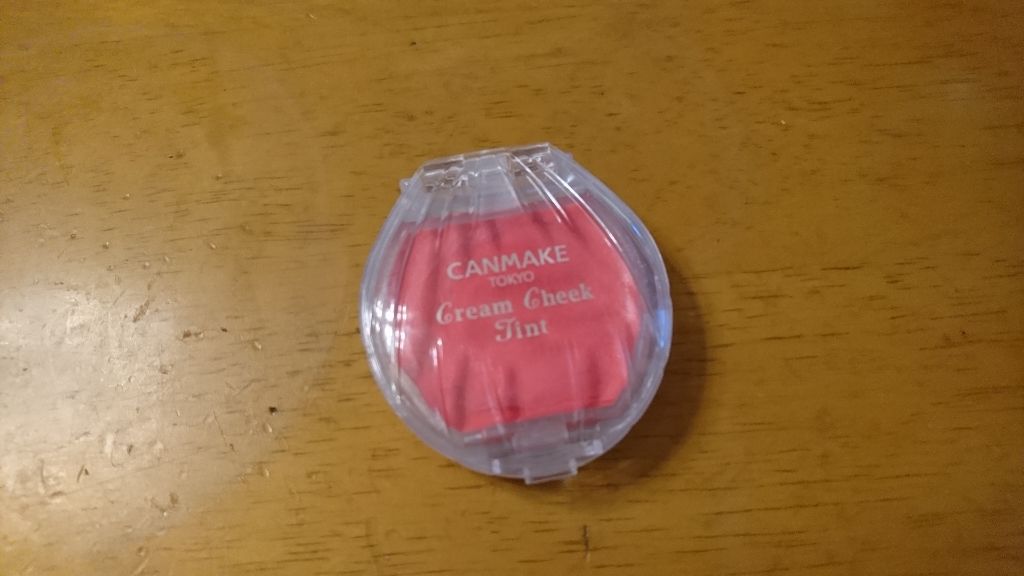 CANMAKE
TOKYO
Cream Cheek
Tint